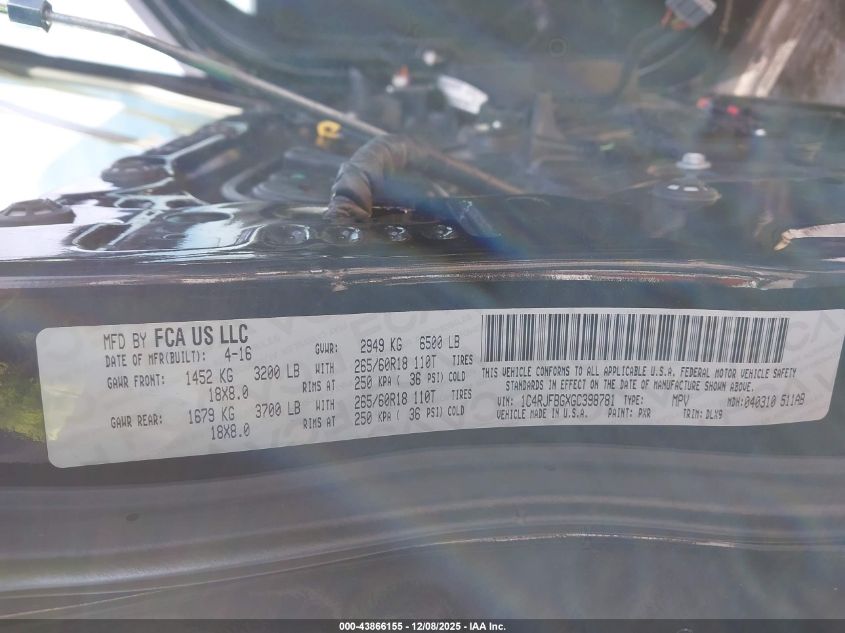 MFD BY FCA US LLC
DATE OF MFR(BUILT): 4-16 GVWR: 2949 KG 6500 LB
GAWR FRONT: 1452 KG 3200 LB WITH 265/60R18 110T TIRES
18X8.0 RIMS AT 250 KPA ( 36 PSI) COLD
GAWR REAR: 1679 KG 3700 LB WITH 265/60R18 110T TIRES
18X8.0 RIMS AT 250 KPA ( 36 PSI) COLD
THIS VEHICLE CONFORMS TO ALL APPLICABLE U.S.A. FEDERAL MOTOR VEHICLE SAFETY
STANDARDS IN EFFECT ON THE DATE OF MANUFACTURE SHOWN ABOVE.
VIN: 1C4RJFBGXGC398781 TYPE: MPV MDH: 040310 511AB
VEHICLE MADE IN U.S.A. PAINT: PXR TRIM: DLX9
000-43866155 - 12/08/2025 - IAA Inc.